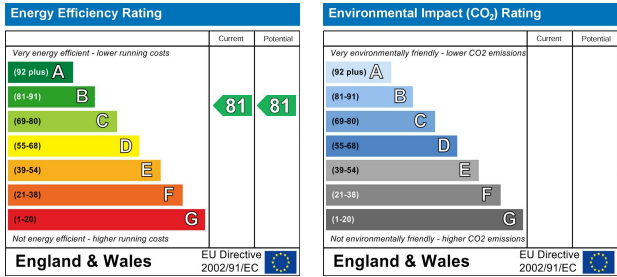 Energy Efficiency Rating
Current Potential
Very energy efficient - lower running costs
(92 plus) A
(81-91) B
81 81
(69-80) C
(55-68) D
(39-54) E
(21-38) F
(1-20) G
Not energy efficient - higher running costs
England & Wales
EU Directive
2002/91/EC
Environmental Impact (CO₂) Rating
Current Potential
Very environmentally friendly - lower CO2 emissions
(92 plus) A
(81-91) B
(69-80) C
(55-68) D
(39-54) E
(21-38) F
(1-20) G
Not environmentally friendly - higher CO2 emissions
England & Wales
EU Directive
2002/91/EC